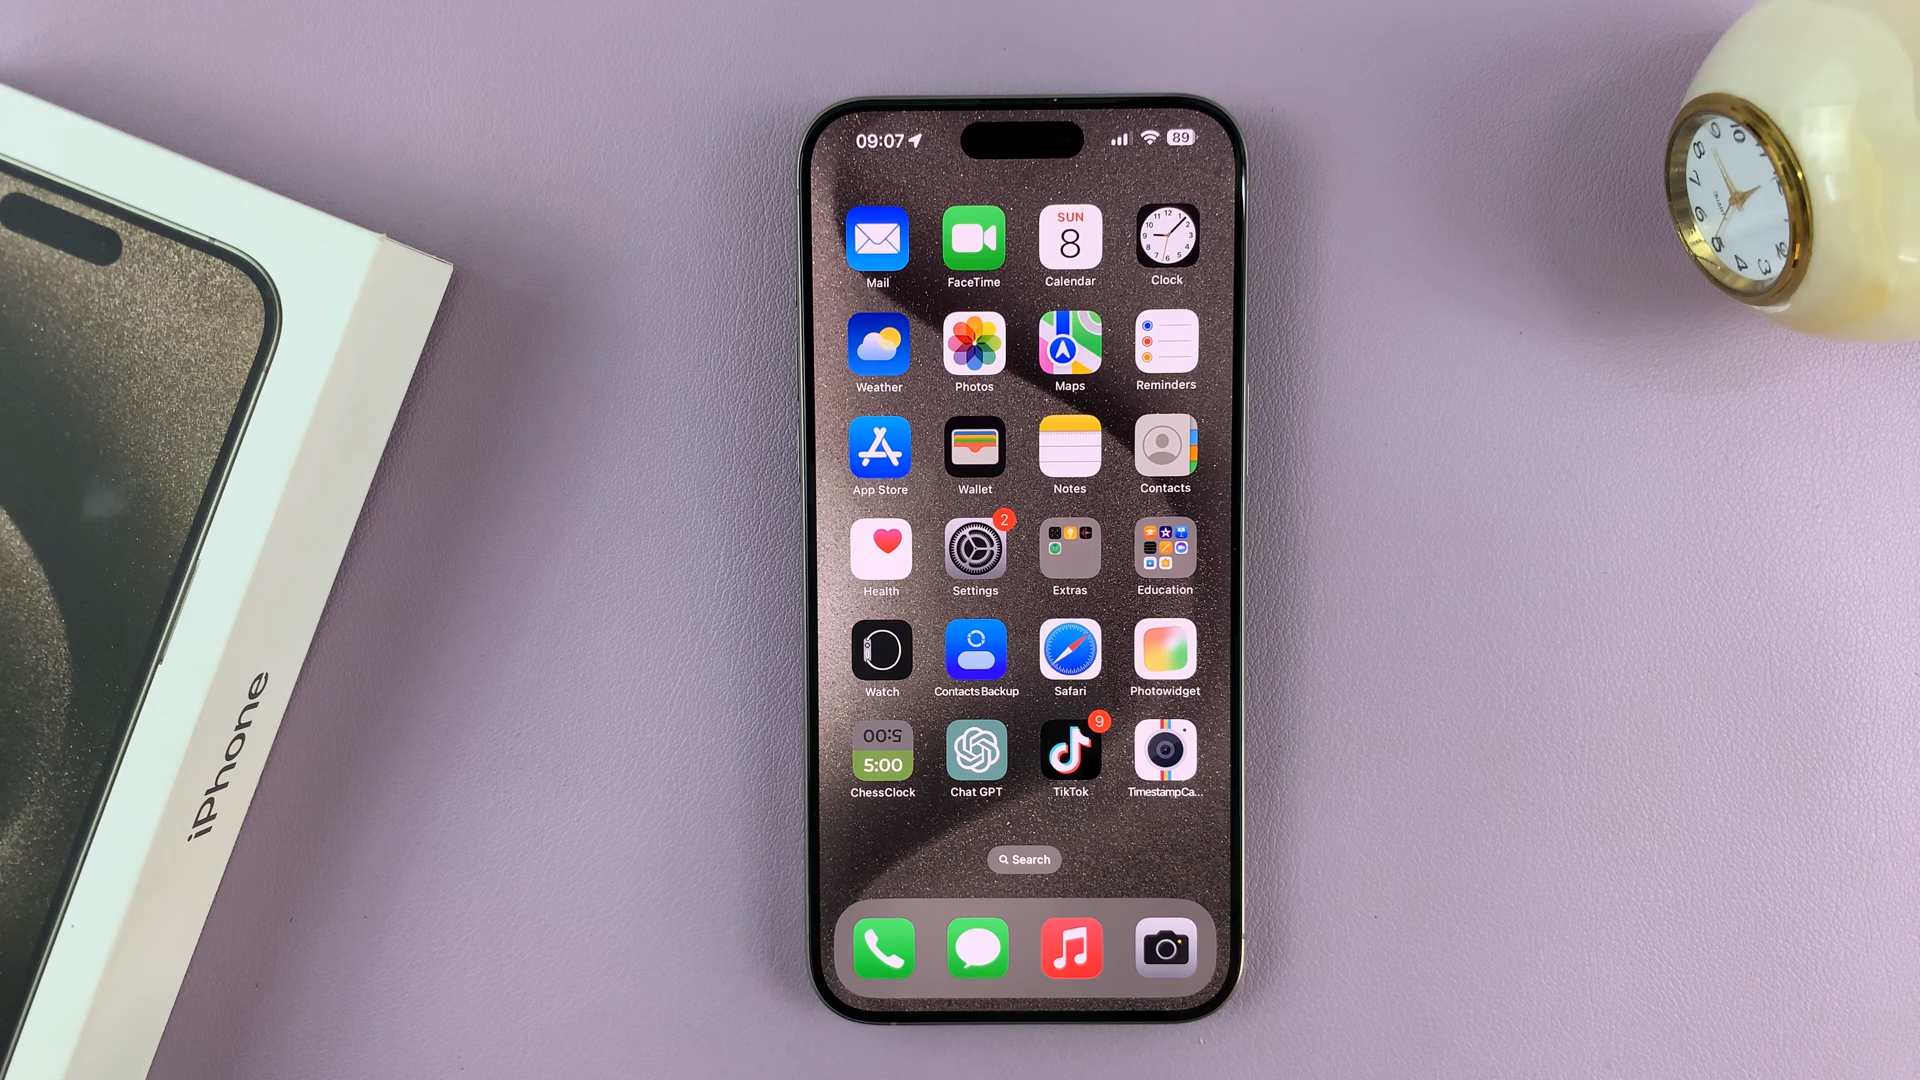 09:07
89
SUN
8
Mail
FaceTime
Calendar
Clock
Weather
Photos
Maps
Reminders
App Store
Wallet
Notes
Contacts
2
Health
Settings
Extras
Education
Watch
Contacts Backup
Safari
Photowidget
5:00
5:00
9
ChessClock
Chat GPT
TikTok
TimestampCa...
Search
iPhone